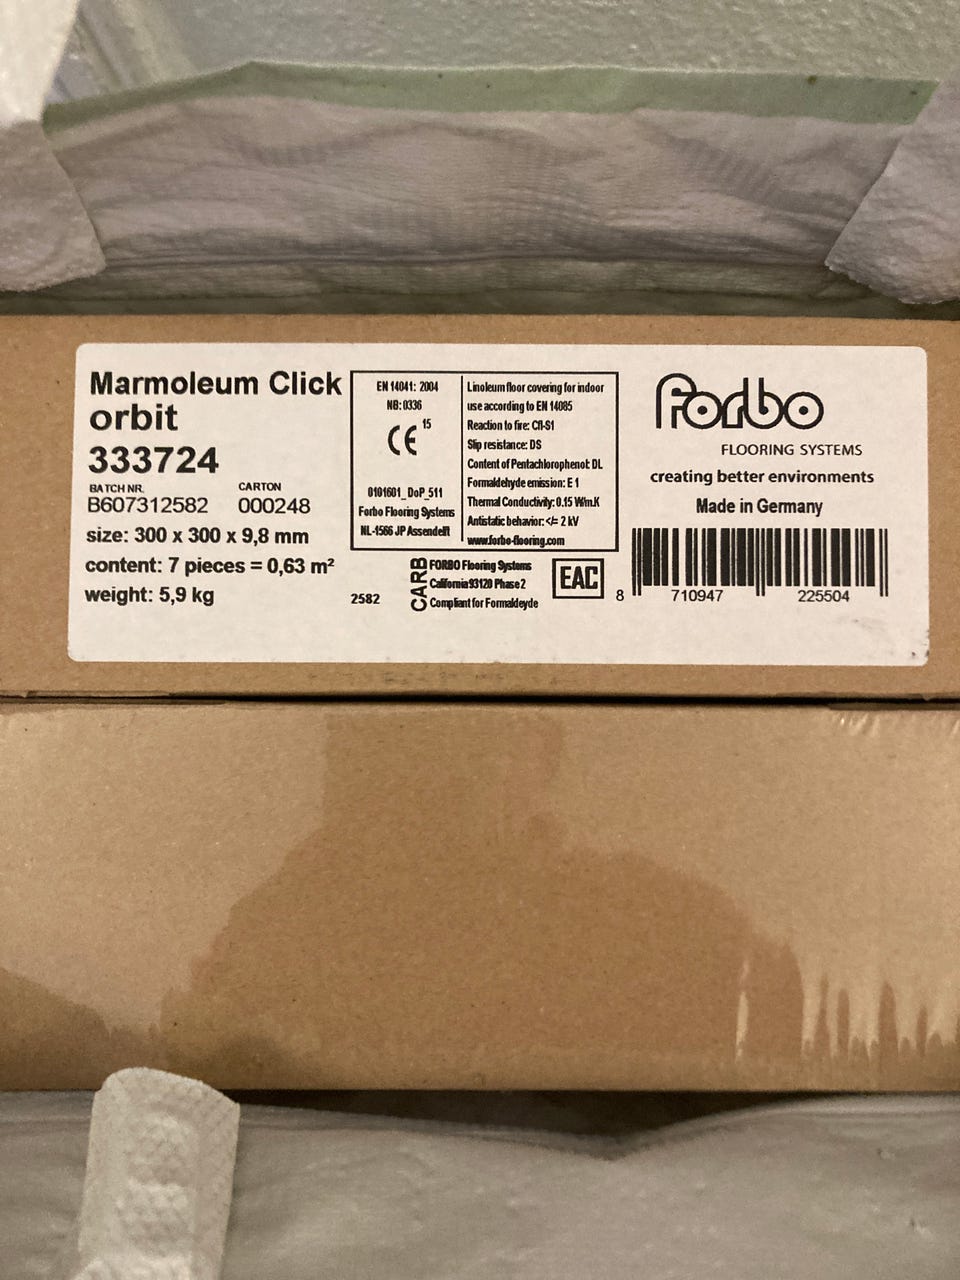 Marmoleum Click
orbit
333724
BATCH NR. CARTON
B607312582 000248
size: 300 x 300 x 9,8 mm
content: 7 pieces = 0,63 m²
weight: 5,9 kg
2582
EN 14041: 2004
NB: 0336
CE 15
0101601_DoP_511
Forbo Flooring Systems
NL-1566 JP Assendelft
Linoleum floor covering for indoor
use according to EN 14085
Reaction to fire: Cfl-S1
Slip resistance: DS
Content of Pentachlorophenol: DL
Formaldehyde emission: E 1
Thermal Conductivity: 0.15 W/m.K
Antistatic behavior: </= 2 kV
www.forbo-flooring.com
CARB
FORBO Flooring Systems
California 93120 Phase 2
Compliant for Formaldeyde
EAC
forbo
FLOORING SYSTEMS
creating better environments
Made in Germany
8 710947 225504